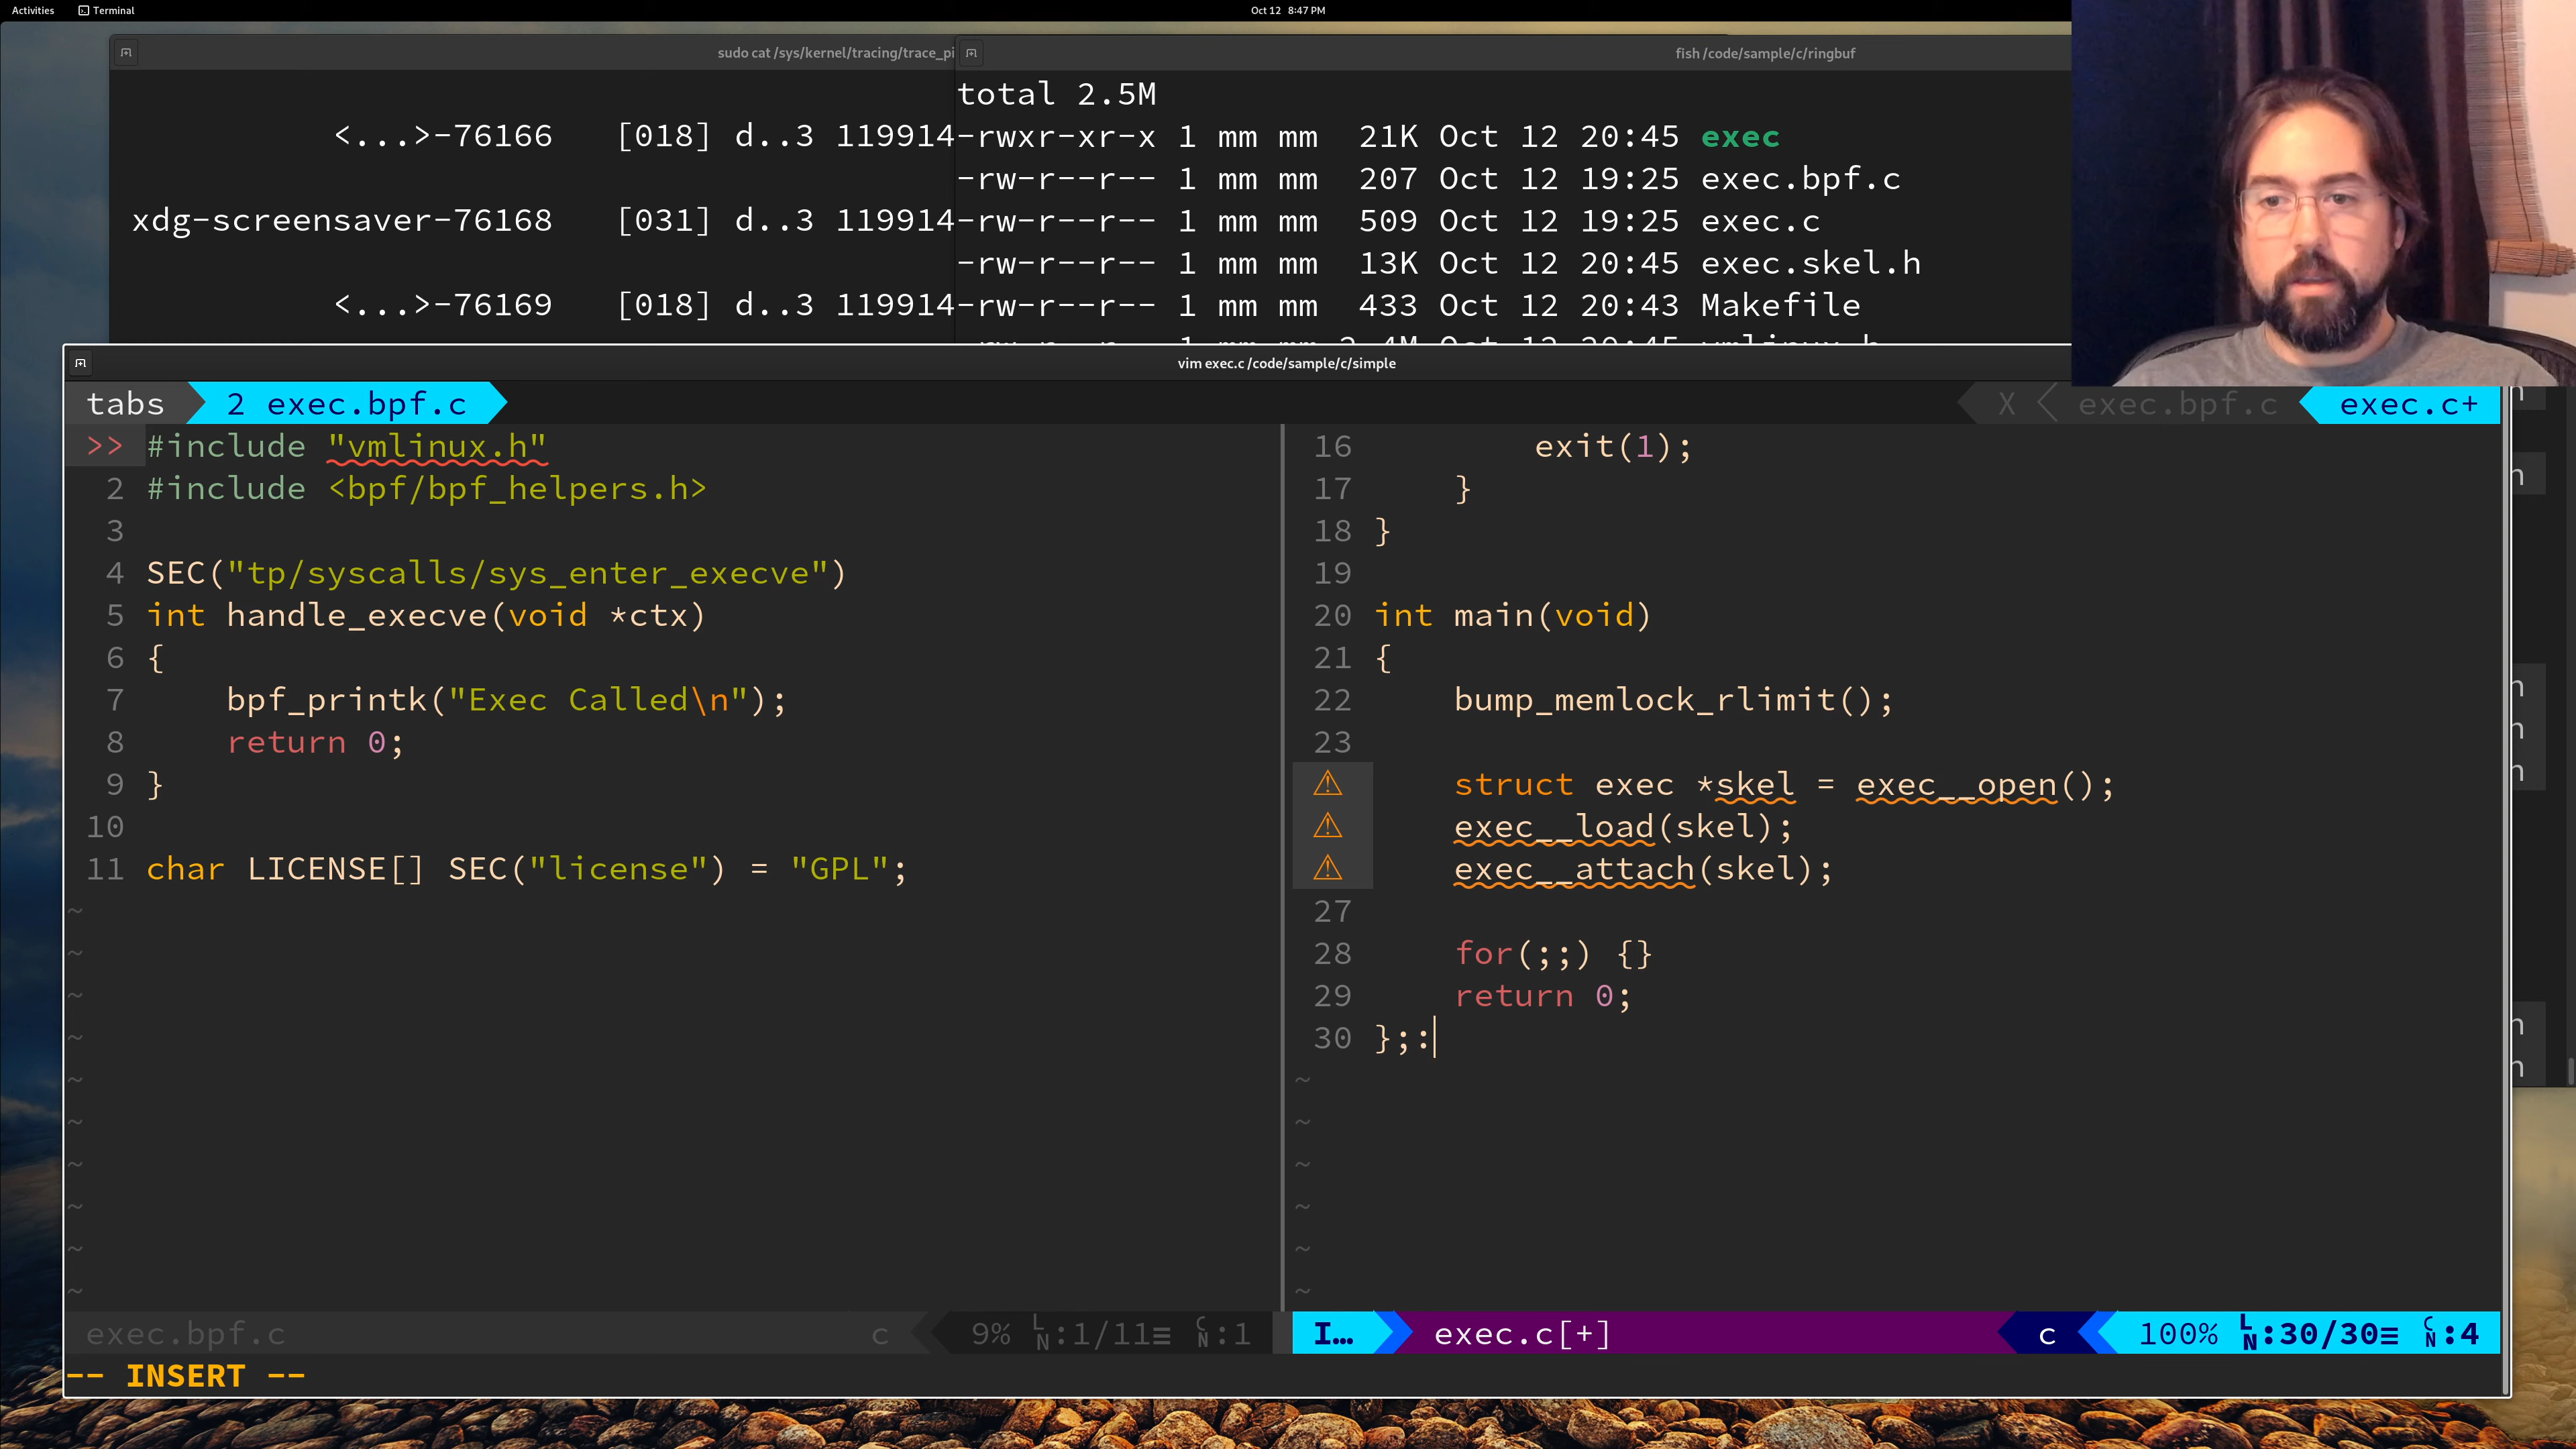 Activities Terminal Oct 12 8:47 PM
sudo cat /sys/kernel/tracing/trace_pi
<...>-76166 [018] d..3 119914
xdg-screensaver-76168 [031] d..3 119914
<...>-76169 [018] d..3 119914
fish /code/sample/c/ringbuf
total 2.5M
-rwxr-xr-x 1 mm mm 21K Oct 12 20:45 exec
-rw-r--r-- 1 mm mm 207 Oct 12 19:25 exec.bpf.c
-rw-r--r-- 1 mm mm 509 Oct 12 19:25 exec.c
-rw-r--r-- 1 mm mm 13K Oct 12 20:45 exec.skel.h
-rw-r--r-- 1 mm mm 433 Oct 12 20:43 Makefile
vim exec.c /code/sample/c/simple
tabs 2 exec.bpf.c X exec.bpf.c exec.c+
>> #include "vmlinux.h"
2 #include <bpf/bpf_helpers.h>
3
4 SEC("tp/syscalls/sys_enter_execve")
5 int handle_execve(void *ctx)
6 {
7     bpf_printk("Exec Called\n");
8     return 0;
9 }
10
11 char LICENSE[] SEC("license") = "GPL";
~
~
~
~
~
~
~
~
~
~
16         exit(1);
17     }
18 }
19
20 int main(void)
21 {
22     bump_memlock_rlimit();
23
⚠     struct exec *skel = exec__open();
⚠     exec__load(skel);
⚠     exec__attach(skel);
27
28     for(;;) {}
29     return 0;
30 };:
~
~
~
~
~
~
exec.bpf.c c 9% LN:1/11≡ CN:1
I… exec.c[+] c 100% LN:30/30≡ CN:4
-- INSERT --